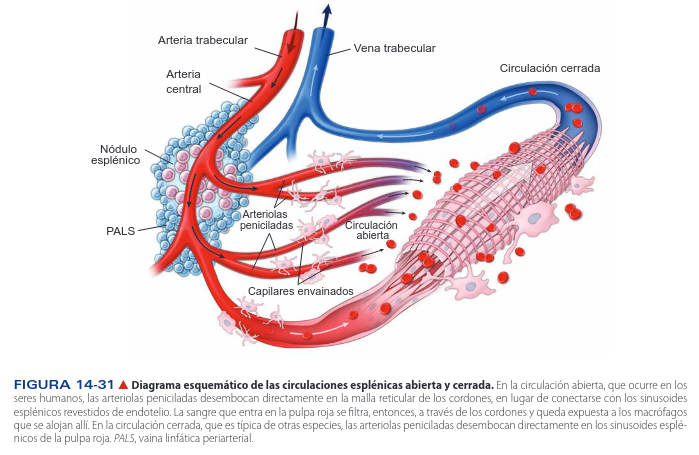 Arteria trabecular
Vena trabecular
Arteria
central
Circulación cerrada
Nódulo
esplénico
PALS
Arteriolas
peniciladas
Circulación
abierta
Capilares envainados
FIGURA 14-31 ▲ Diagrama esquemático de las circulaciones esplénicas abierta y cerrada. En la circulación abierta, que ocurre en los
seres humanos, las arteriolas peniciladas desembocan directamente en la malla reticular de los cordones, en lugar de conectarse con los sinusoides
esplénicos revestidos de endotelio. La sangre que entra en la pulpa roja se filtra, entonces, a través de los cordones y queda expuesta a los macrófagos
que se alojan allí. En la circulación cerrada, que es típica de otras especies, las arteriolas peniciladas desembocan directamente en los sinusoides esplé-
nicos de la pulpa roja. PALS, vaina linfática periarterial.